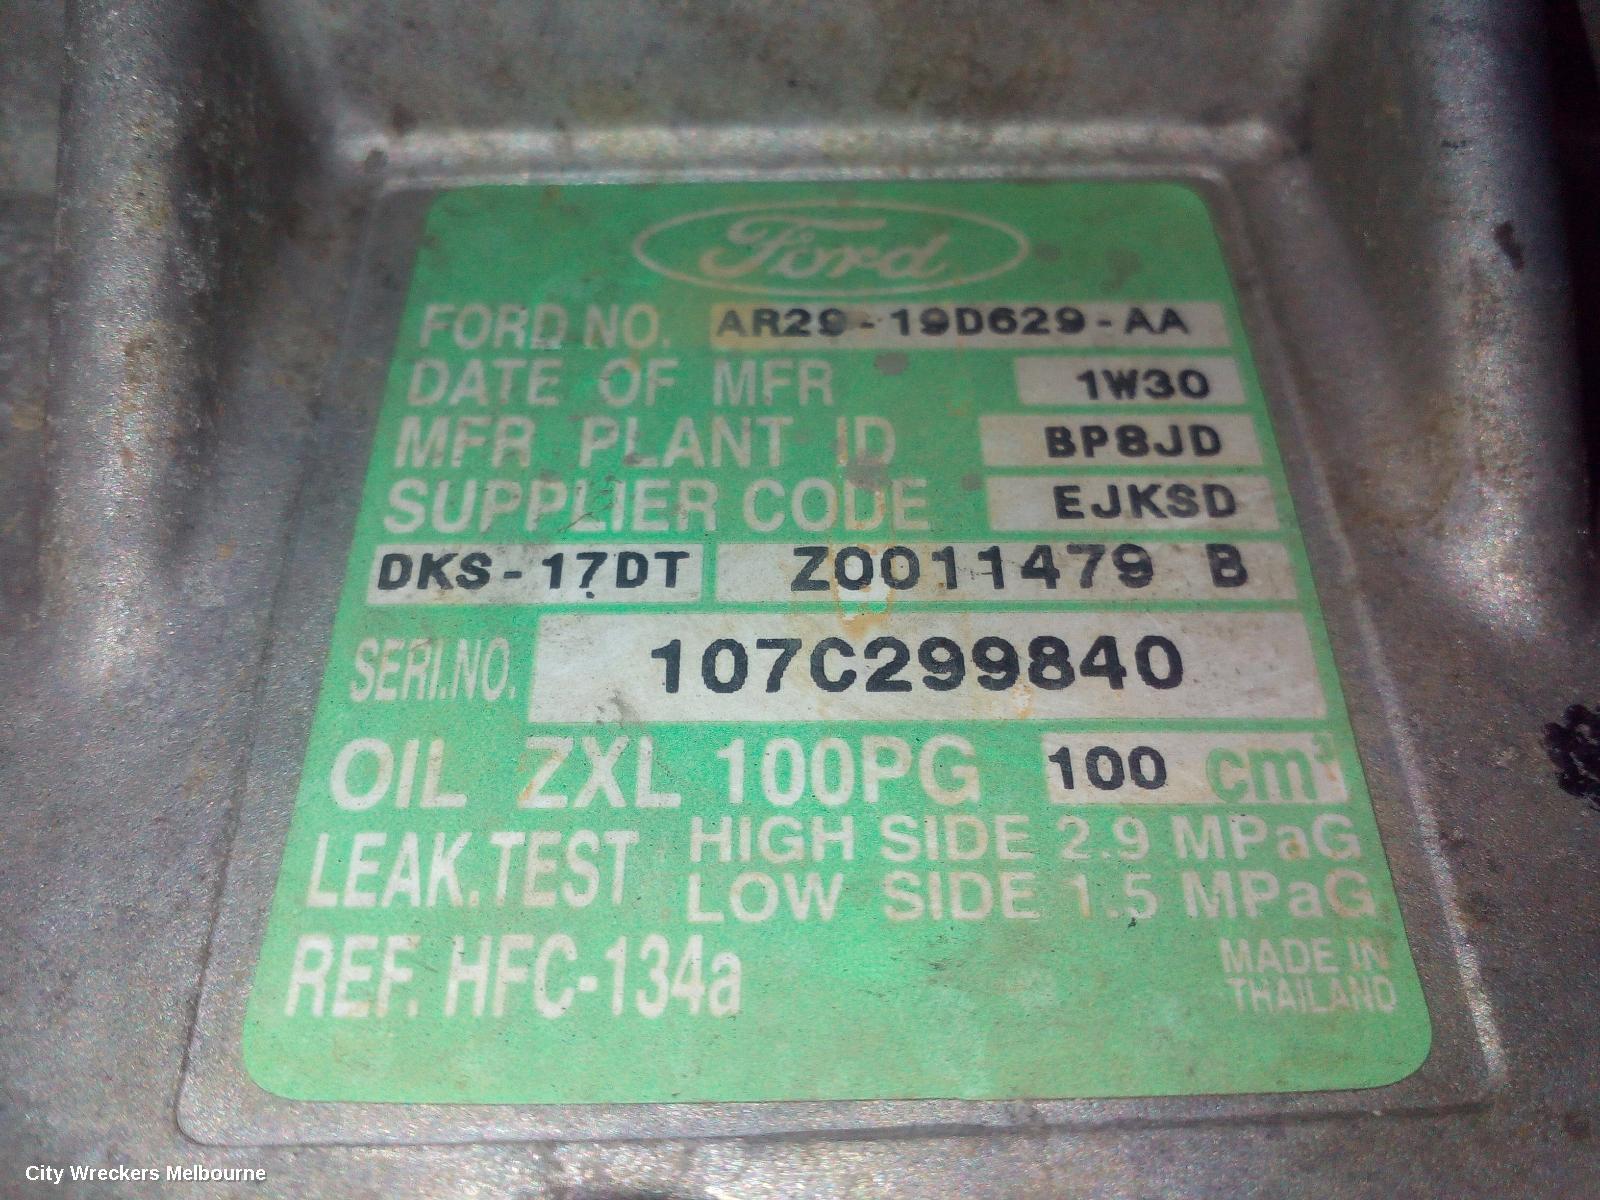 Ford
FORD NO. AR29-19D629-AA
DATE OF MFR 1W30
MFR PLANT ID BP8JD
SUPPLIER CODE EJKSD
DKS-17DT Z0011479 B
SERI.NO. 107C299840
OIL ZXL 100PG 100 cm³
LEAK.TEST HIGH SIDE 2.9 MPaG
LOW SIDE 1.5 MPaG
REF. HFC-134a
MADE IN
THAILAND
City Wreckers Melbourne